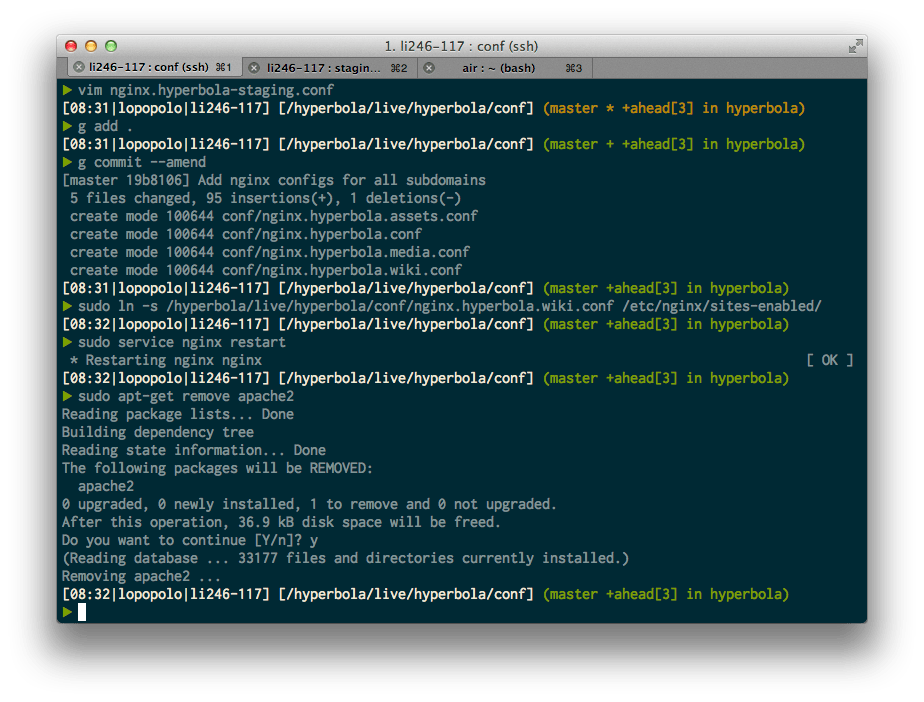 1. li246-117 : conf (ssh)
li246-117 : conf (ssh) ⌘1 li246-117 : stagin... ⌘2 air : ~ (bash) ⌘3
▶ vim nginx.hyperbola-staging.conf
[08:31|lopopolo|li246-117] [/hyperbola/live/hyperbola/conf] (master * +ahead[3] in hyperbola)
▶ g add .
[08:31|lopopolo|li246-117] [/hyperbola/live/hyperbola/conf] (master + +ahead[3] in hyperbola)
▶ g commit --amend
[master 19b8106] Add nginx configs for all subdomains
5 files changed, 95 insertions(+), 1 deletions(-)
create mode 100644 conf/nginx.hyperbola.assets.conf
create mode 100644 conf/nginx.hyperbola.conf
create mode 100644 conf/nginx.hyperbola.media.conf
create mode 100644 conf/nginx.hyperbola.wiki.conf
[08:31|lopopolo|li246-117] [/hyperbola/live/hyperbola/conf] (master +ahead[3] in hyperbola)
▶ sudo ln -s /hyperbola/live/hyperbola/conf/nginx.hyperbola.wiki.conf /etc/nginx/sites-enabled/
[08:32|lopopolo|li246-117] [/hyperbola/live/hyperbola/conf] (master +ahead[3] in hyperbola)
▶ sudo service nginx restart
* Restarting nginx nginx [ OK ]
[08:32|lopopolo|li246-117] [/hyperbola/live/hyperbola/conf] (master +ahead[3] in hyperbola)
▶ sudo apt-get remove apache2
Reading package lists... Done
Building dependency tree
Reading state information... Done
The following packages will be REMOVED:
apache2
0 upgraded, 0 newly installed, 1 to remove and 0 not upgraded.
After this operation, 36.9 kB disk space will be freed.
Do you want to continue [Y/n]? y
(Reading database ... 33177 files and directories currently installed.)
Removing apache2 ...
[08:32|lopopolo|li246-117] [/hyperbola/live/hyperbola/conf] (master +ahead[3] in hyperbola)
▶